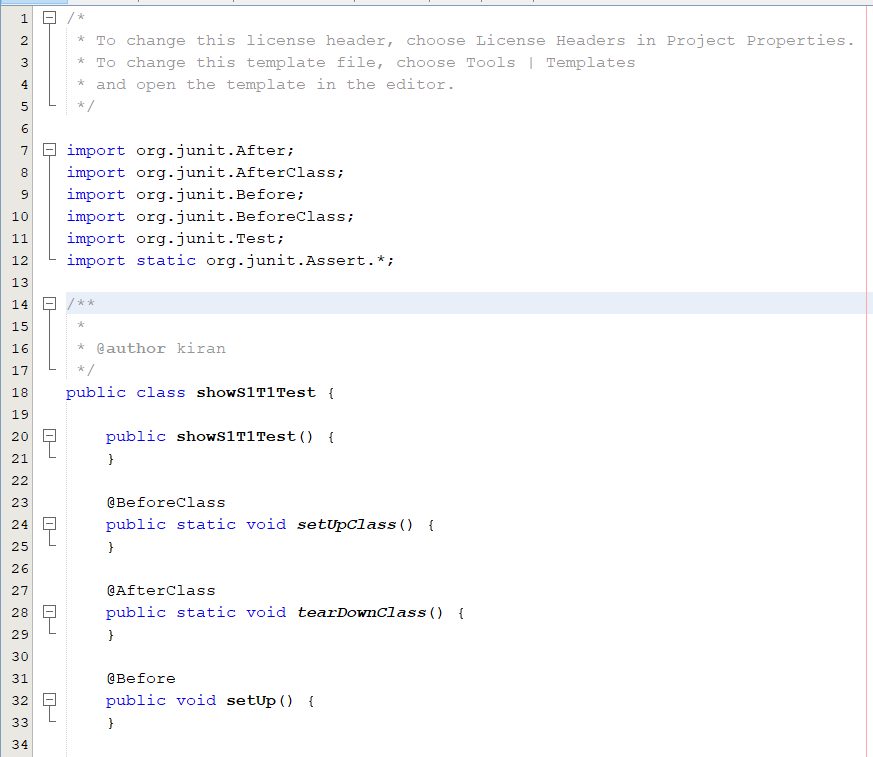 1 /*
2 * To change this license header, choose License Headers in Project Properties.
3 * To change this template file, choose Tools | Templates
4 * and open the template in the editor.
5 */
6
7 import org.junit.After;
8 import org.junit.AfterClass;
9 import org.junit.Before;
10 import org.junit.BeforeClass;
11 import org.junit.Test;
12 import static org.junit.Assert.*;
13
14 /**
15 *
16 * @author kiran
17 */
18 public class showS1T1Test {
19
20 public showS1T1Test() {
21 }
22
23 @BeforeClass
24 public static void setUpClass() {
25 }
26
27 @AfterClass
28 public static void tearDownClass() {
29 }
30
31 @Before
32 public void setUp() {
33 }
34